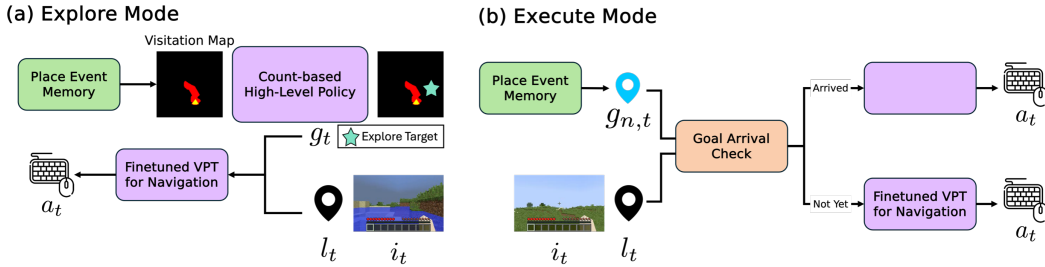 (a) Explore Mode
Visitation Map
Place Event
Memory
Count-based
High-Level Policy
g_t
Explore Target
Finetuned VPT
for Navigation
a_t
l_t
i_t
(b) Execute Mode
Place Event
Memory
g_{n,t}
Goal Arrival
Check
i_t
l_t
Arrived
a_t
Not Yet
Finetuned VPT
for Navigation
a_t